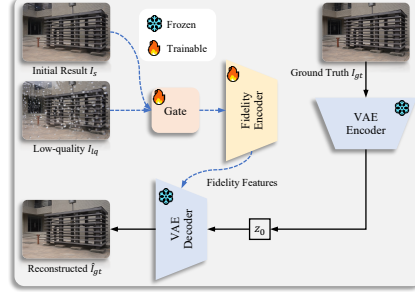 Initial Result I_s
Frozen
Trainable
Ground Truth I_gt
Low-quality I_lq
Gate
Fidelity
Encoder
VAE
Encoder
Fidelity Features
VAE
Decoder
z_0
Reconstructed Î_gt